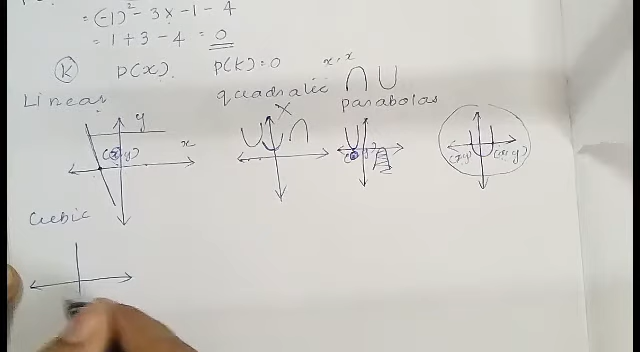 = (-1)² - 3x - 1 - 4
= 1 + 3 - 4 = 0
(K) P(x). P(K) = 0 x, x
Linear quadratic
parabolas
y
x
(x, y)
X
Cubic